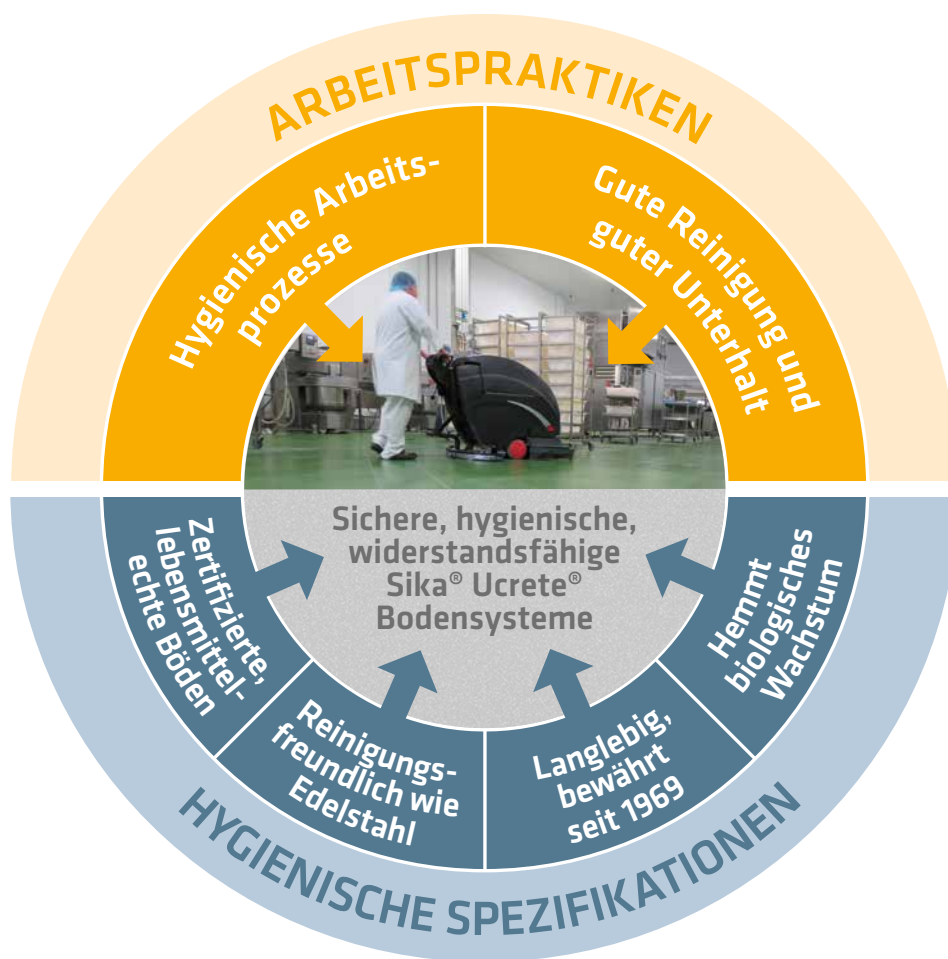 ARBEITSPRAKTIKEN
Hygienische Arbeits-
prozesse
Gute Reinigung und
guter Unterhalt
Sichere, hygienische,
widerstandsfähige
Sika® Ucrete®
Bodensysteme
Zertifizierte,
lebensmittel-
echte Böden
Reinigungs-
freundlich wie
Edelstahl
Langlebig,
bewährt
seit 1969
Hemmt
biologisches
Wachstum
HYGIENISCHE SPEZIFIKATIONEN